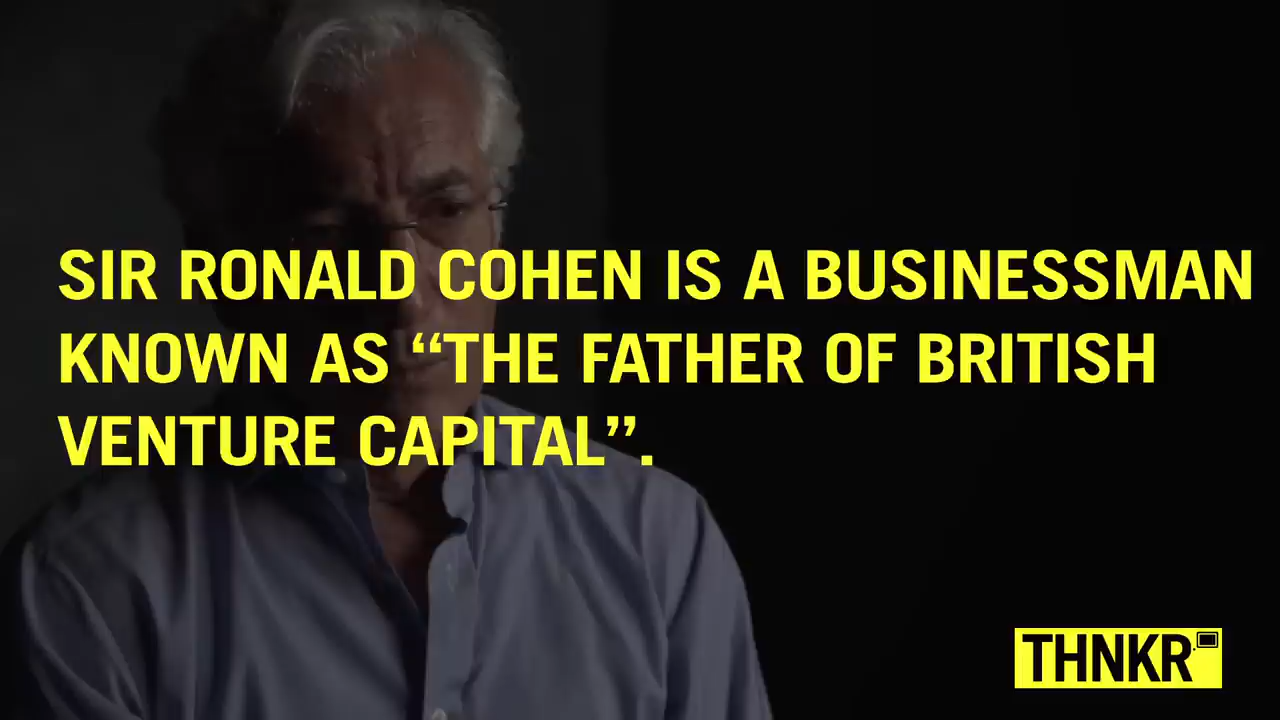 SIR RONALD COHEN IS A BUSINESSMAN
KNOWN AS “THE FATHER OF BRITISH
VENTURE CAPITAL”.
THNKR